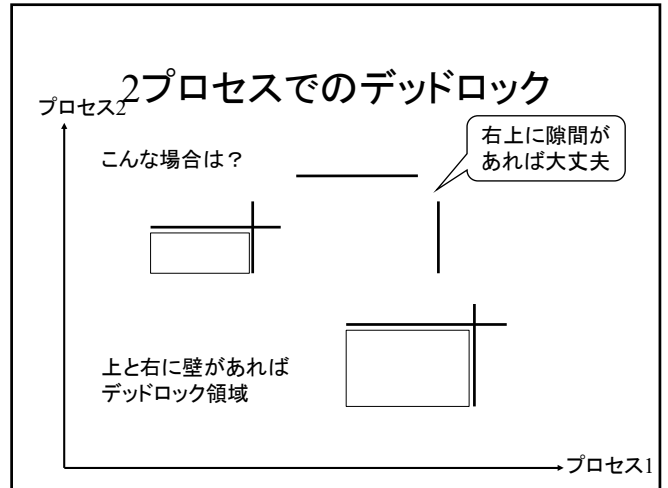 2プロセスでのデッドロック
プロセス2
こんな場合は？
右上に隙間が
あれば大丈夫
上と右に壁があれば
デッドロック領域
プロセス1